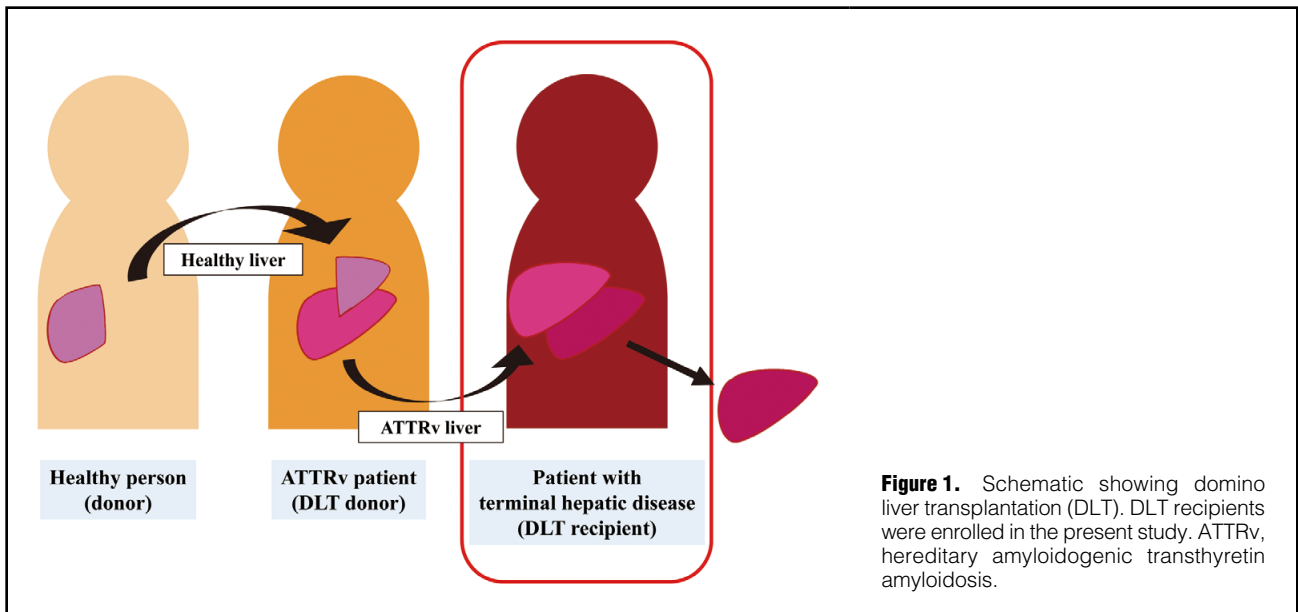 Healthy liver
ATTRv liver
Healthy person
(donor)
ATTRv patient
(DLT donor)
Patient with
terminal hepatic disease
(DLT recipient)
Figure 1. Schematic showing domino
liver transplantation (DLT). DLT recipients
were enrolled in the present study. ATTRv,
hereditary amyloidogenic transthyretin
amyloidosis.